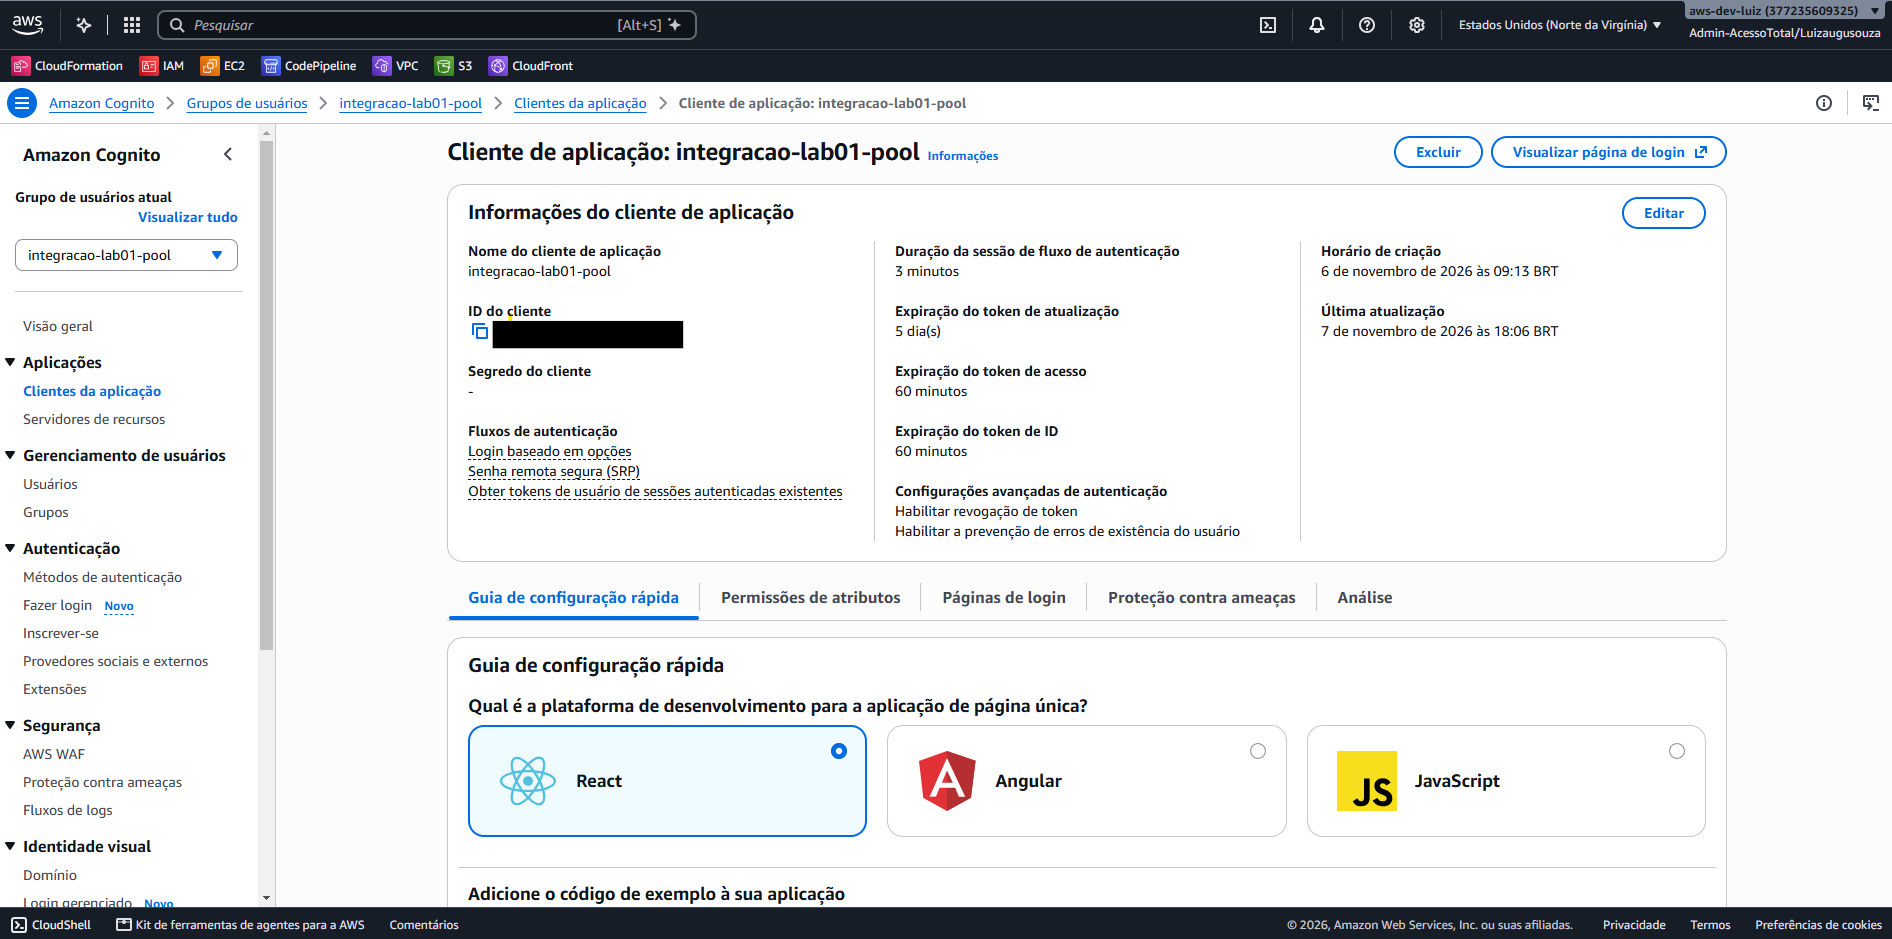 aws
Pesquisar [Alt+S]
Estados Unidos (Norte da Virgínia)
aws-dev-luiz (377235609325)
Admin-AcessoTotal/Luizaugusouza
CloudFormation IAM EC2 CodePipeline VPC S3 CloudFront
Amazon Cognito Grupos de usuários integracao-lab01-pool Clientes da aplicação Cliente de aplicação: integracao-lab01-pool
Amazon Cognito
Grupo de usuários atual
Visualizar tudo
integracao-lab01-pool
Visão geral
Aplicações
Clientes da aplicação
Servidores de recursos
Gerenciamento de usuários
Usuários
Grupos
Autenticação
Métodos de autenticação
Fazer login Novo
Inscrever-se
Provedores sociais e externos
Extensões
Segurança
AWS WAF
Proteção contra ameaças
Fluxos de logs
Identidade visual
Domínio
Login gerenciado Novo
Cliente de aplicação: integracao-lab01-pool Informações
Excluir
Visualizar página de login
Informações do cliente de aplicação
Editar
Nome do cliente de aplicação
integracao-lab01-pool
ID do cliente
Segredo do cliente
-
Fluxos de autenticação
Login baseado em opções
Senha remota segura (SRP)
Obter tokens de usuário de sessões autenticadas existentes
Duração da sessão de fluxo de autenticação
3 minutos
Expiração do token de atualização
5 dia(s)
Expiração do token de acesso
60 minutos
Expiração do token de ID
60 minutos
Configurações avançadas de autenticação
Habilitar revogação de token
Habilitar a prevenção de erros de existência do usuário
Horário de criação
6 de novembro de 2026 às 09:13 BRT
Última atualização
7 de novembro de 2026 às 18:06 BRT
Guia de configuração rápida Permissões de atributos Páginas de login Proteção contra ameaças Análise
Guia de configuração rápida
Qual é a plataforma de desenvolvimento para a aplicação de página única?
React
Angular
JS JavaScript
Adicione o código de exemplo à sua aplicação
CloudShell Kit de ferramentas de agentes para a AWS Comentários
© 2026, Amazon Web Services, Inc. ou suas afiliadas. Privacidade Termos Preferências de cookies